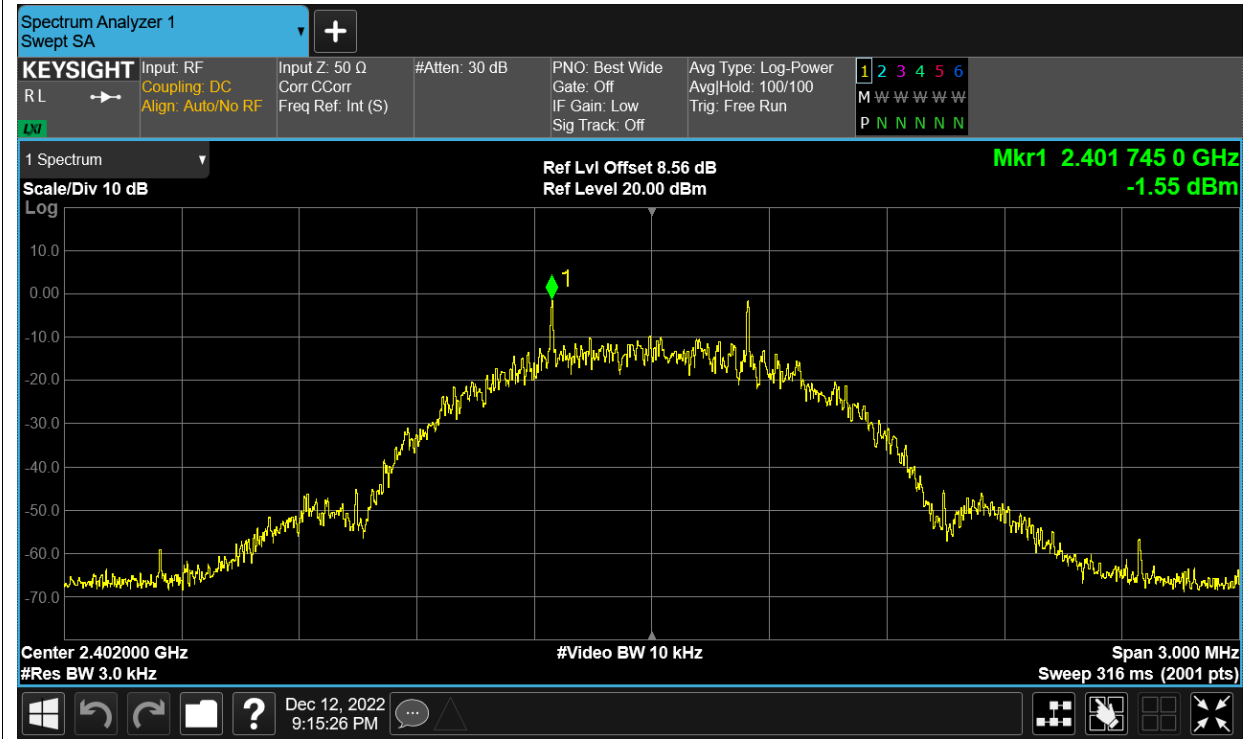 Spectrum Analyzer 1
Swept SA
KEYSIGHT
R L
LXI
Input: RF
Coupling: DC
Align: Auto/No RF
Input Z: 50 Ω
Corr CCorr
Freq Ref: Int (S)
#Atten: 30 dB
PNO: Best Wide
Gate: Off
IF Gain: Low
Sig Track: Off
Avg Type: Log-Power
Avg|Hold: 100/100
Trig: Free Run
1 2 3 4 5 6
M W W W W W
P N N N N N
1 Spectrum
Scale/Div 10 dB
Ref Lvl Offset 8.56 dB
Ref Level 20.00 dBm
Mkr1 2.401 745 0 GHz
-1.55 dBm
Log
10.0
0.00
-10.0
-20.0
-30.0
-40.0
-50.0
-60.0
-70.0
1
Center 2.402000 GHz
#Video BW 10 kHz
Span 3.000 MHz
#Res BW 3.0 kHz
Sweep 316 ms (2001 pts)
?
Dec 12, 2022
9:15:26 PM